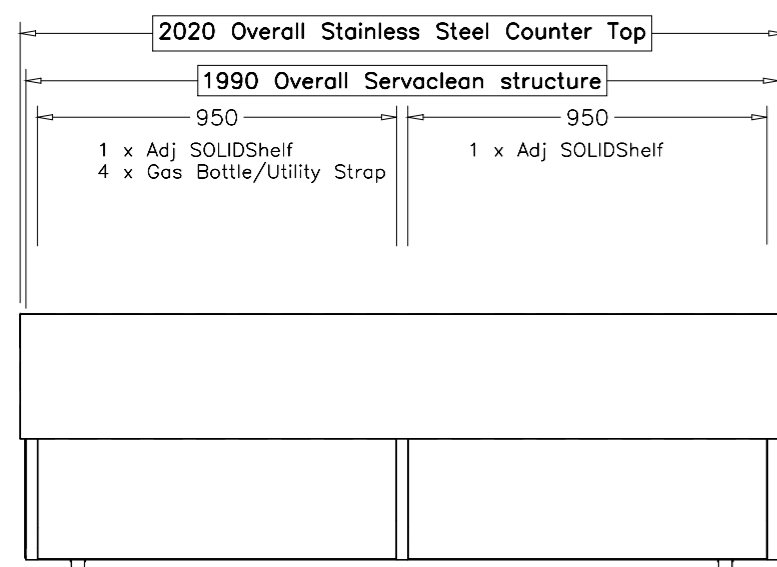 2020 Overall Stainless Steel Counter Top
1990 Overall Servaclean structure
950
950
1 x Adj SOLIDShelf
4 x Gas Bottle/Utility Strap
1 x Adj SOLIDShelf